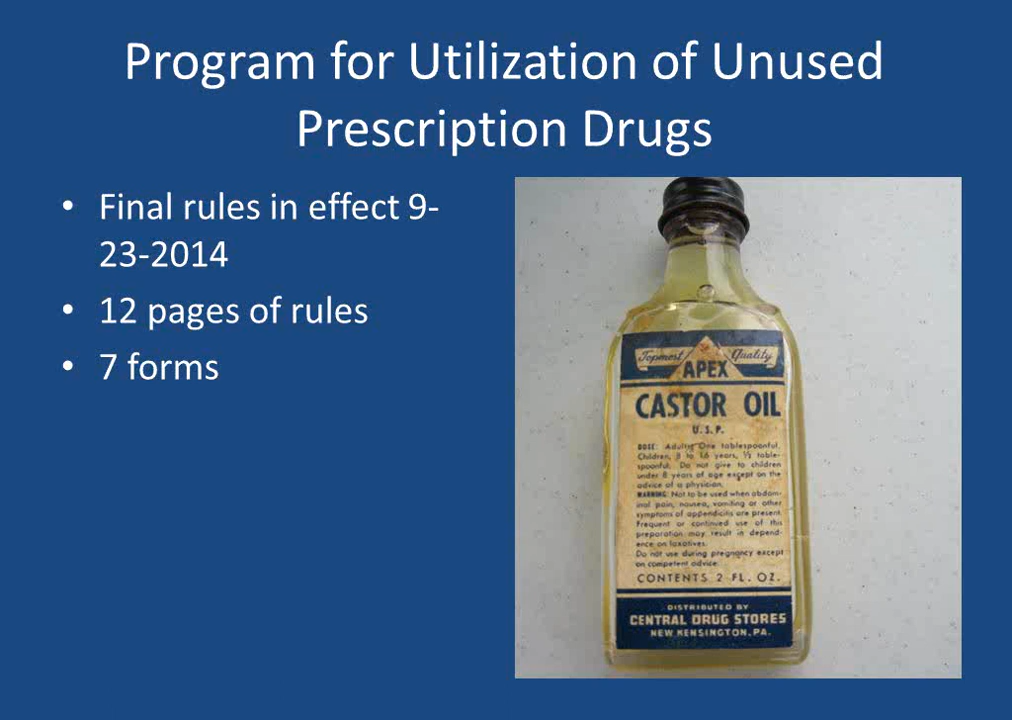 Program for Utilization of Unused
Prescription Drugs
• Final rules in effect 9-
23-2014
• 12 pages of rules
• 7 forms
Topmost Quality
APEX
CASTOR OIL
U.S.P.
DOSE: Adults, One tablespoonful.
Children, 8 to 16 years, ½ table-
spoonful. Do not give to children
under 8 years of age except on the
advice of a physician.
WARNING: Not to be used when abdom-
inal pain, nausea, vomiting or other
symptoms of appendicitis are present.
Frequent or continued use of this
preparation may result in depend-
ence on laxatives.
Do not use during pregnancy except
on competent advice.
CONTENTS 2 FL. OZ.
DISTRIBUTED BY
CENTRAL DRUG STORES
NEW KENSINGTON, PA.